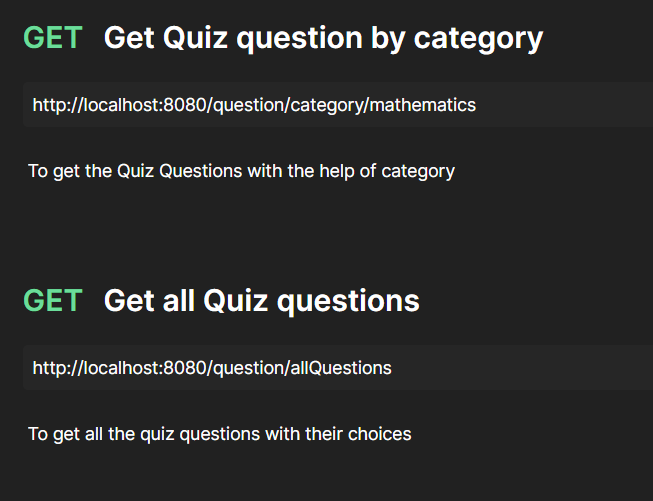 GET Get Quiz question by category
http://localhost:8080/question/category/mathematics
To get the Quiz Questions with the help of category
GET Get all Quiz questions
http://localhost:8080/question/allQuestions
To get all the quiz questions with their choices